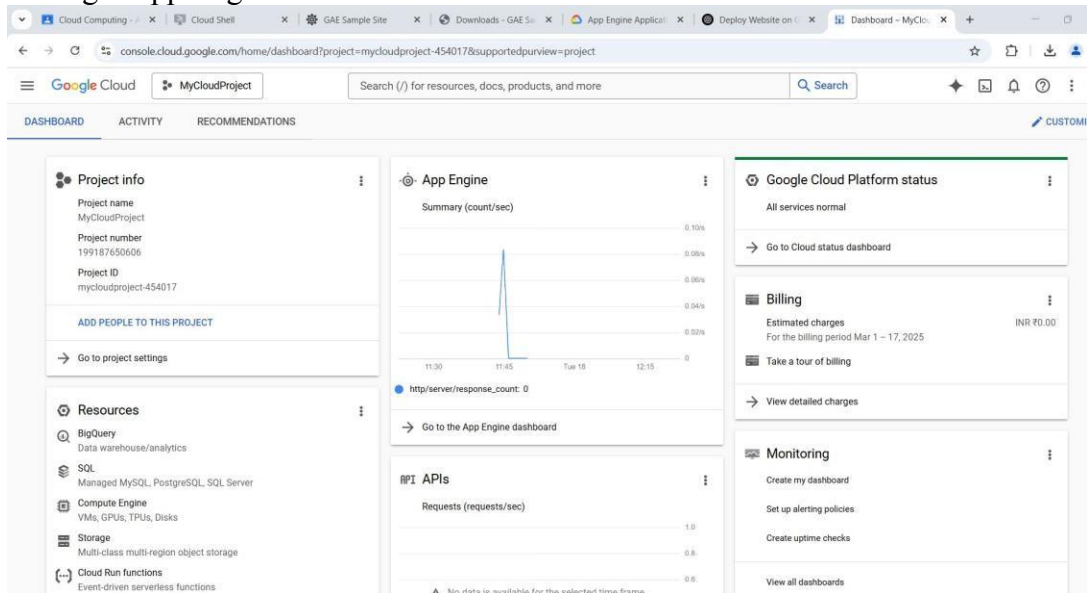 Cloud Computing -
Cloud Shell
GAE Sample Site
Downloads - GAE Sa
App Engine Applicati
Deploy Website on
Dashboard – MyClou
console.cloud.google.com/home/dashboard?project=mycloudproject-454017&supportedpurview=project
Google Cloud
MyCloudProject
Search (/) for resources, docs, products, and more
Search
DASHBOARD
ACTIVITY
RECOMMENDATIONS
CUSTOMI
Project info
Project name
MyCloudProject
Project number
199187650606
Project ID
mycloudproject-454017
ADD PEOPLE TO THIS PROJECT
Go to project settings
Resources
BigQuery
Data warehouse/analytics
SQL
Managed MySQL, PostgreSQL, SQL Server
Compute Engine
VMs, GPUs, TPUs, Disks
Storage
Multi-class multi-region object storage
Cloud Run functions
Event-driven serverless functions
App Engine
Summary (count/sec)
0.10/s
0.08/s
0.06/s
0.04/s
0.02/s
0
11:30
11:45
Tue 18
12:15
http/server/response_count: 0
Go to the App Engine dashboard
API APIs
Requests (requests/sec)
1.0
0.8
0.6
No data is available for the selected time frame.
Google Cloud Platform status
All services normal
Go to Cloud status dashboard
Billing
Estimated charges
INR ₹0.00
For the billing period Mar 1 – 17, 2025
Take a tour of billing
View detailed charges
Monitoring
Create my dashboard
Set up alerting policies
Create uptime checks
View all dashboards